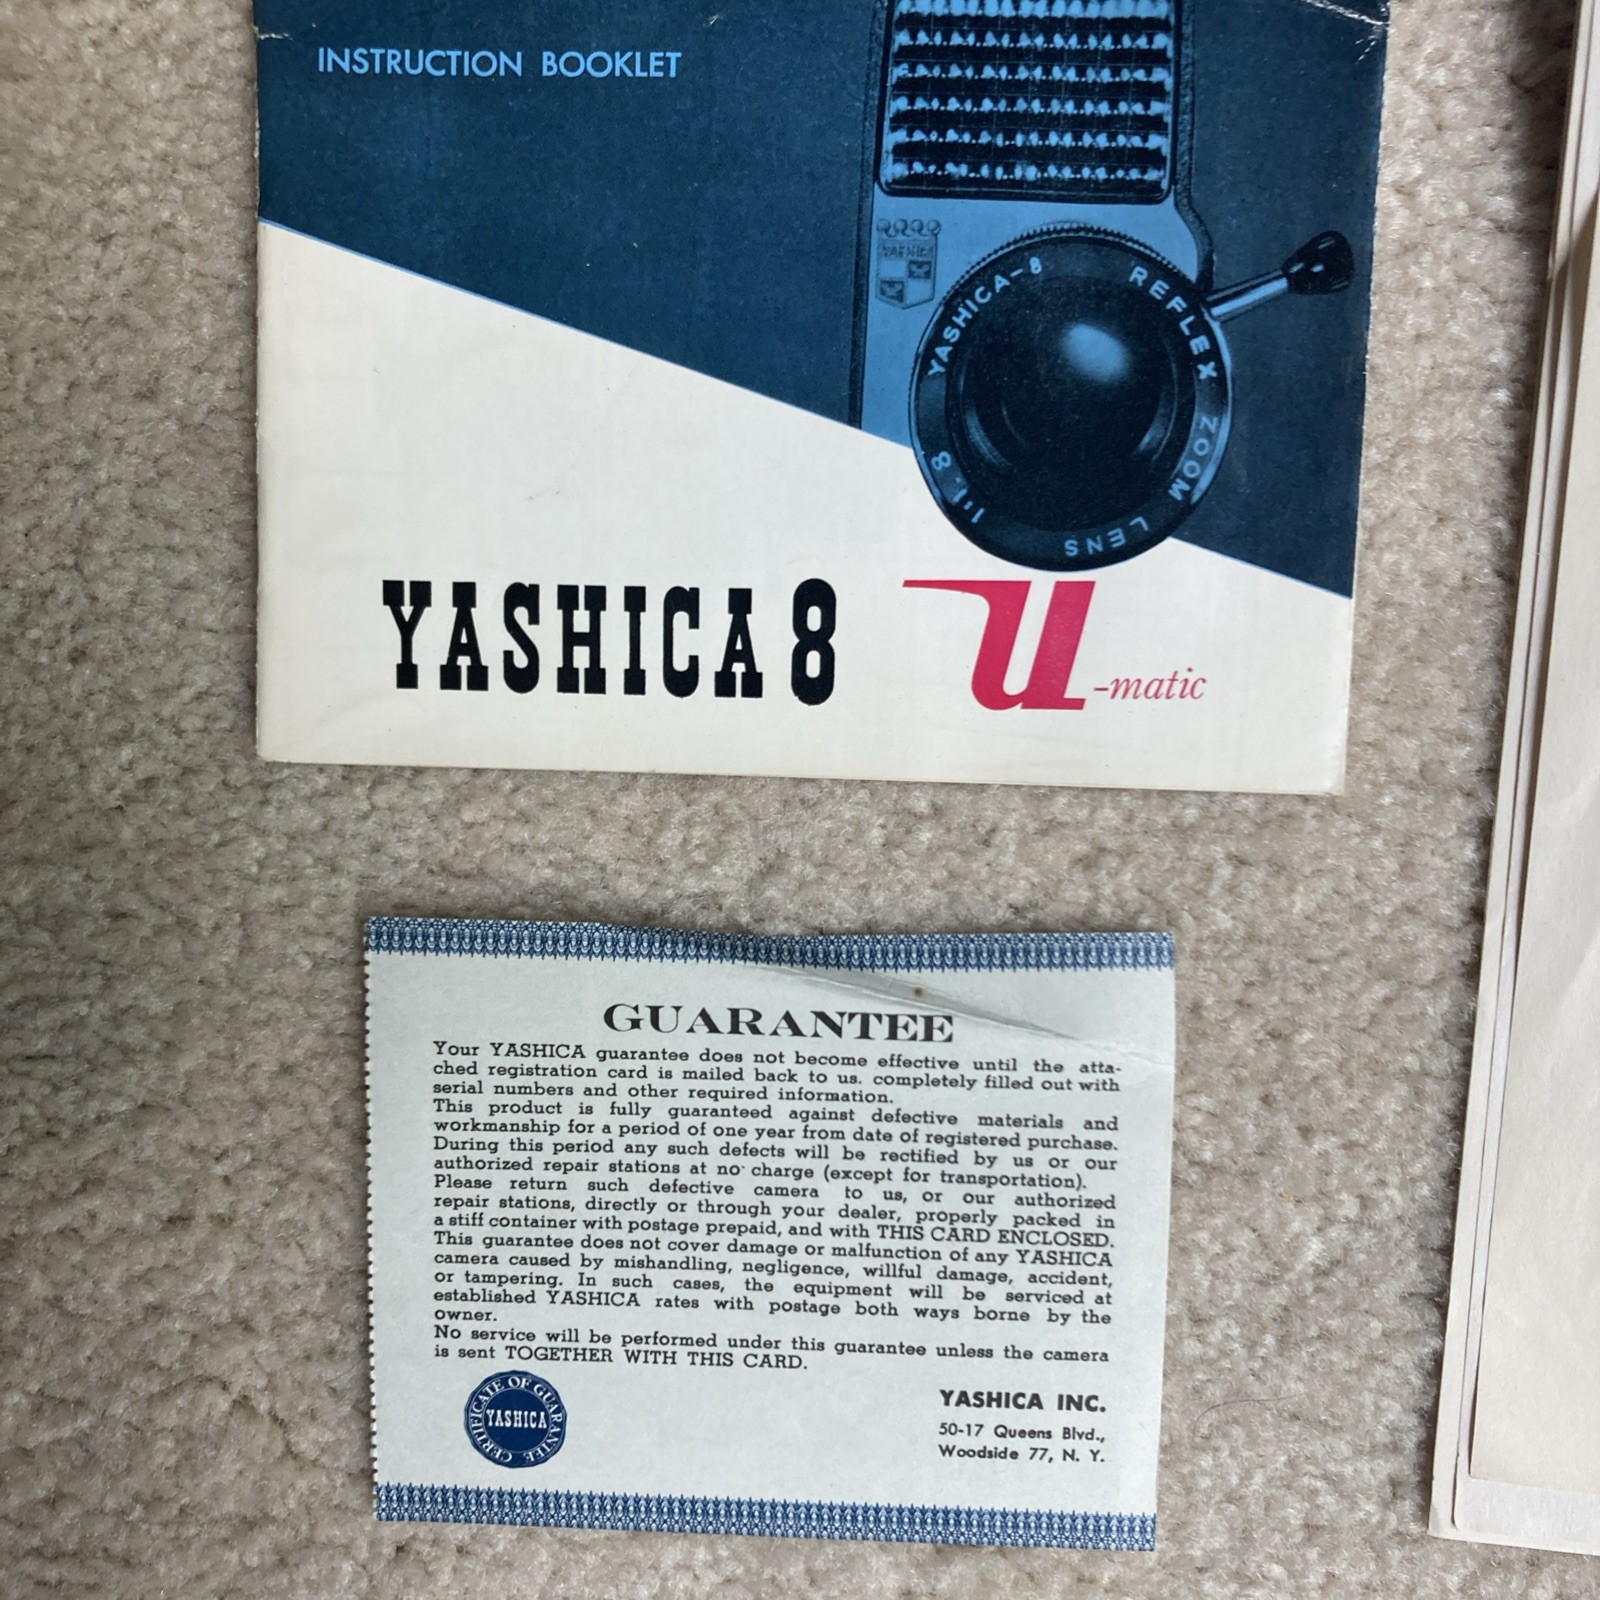 INSTRUCTION BOOKLET
YASHICA
YASHICA-8 REFLEX ZOOM LENS 1:1.8
YASHICA 8 U-matic
GUARANTEE
Your YASHICA guarantee does not become effective until the atta-
ched registration card is mailed back to us. completely filled out with
serial numbers and other required information.
This product is fully guaranteed against defective materials and
workmanship for a period of one year from date of registered purchase.
During this period any such defects will be rectified by us or our
authorized repair stations at no charge (except for transportation).
Please return such defective camera to us, or our authorized
repair stations, directly or through your dealer, properly packed in
a stiff container with postage prepaid, and with THIS CARD ENCLOSED.
This guarantee does not cover damage or malfunction of any YASHICA
camera caused by mishandling, negligence, willful damage, accident,
or tampering. In such cases, the equipment will be serviced at
established YASHICA rates with postage both ways borne by the
owner.
No service will be performed under this guarantee unless the camera
is sent TOGETHER WITH THIS CARD.
CERTIFICATE OF GUARANTEE
YASHICA
YASHICA INC.
50-17 Queens Blvd.,
Woodside 77, N. Y.